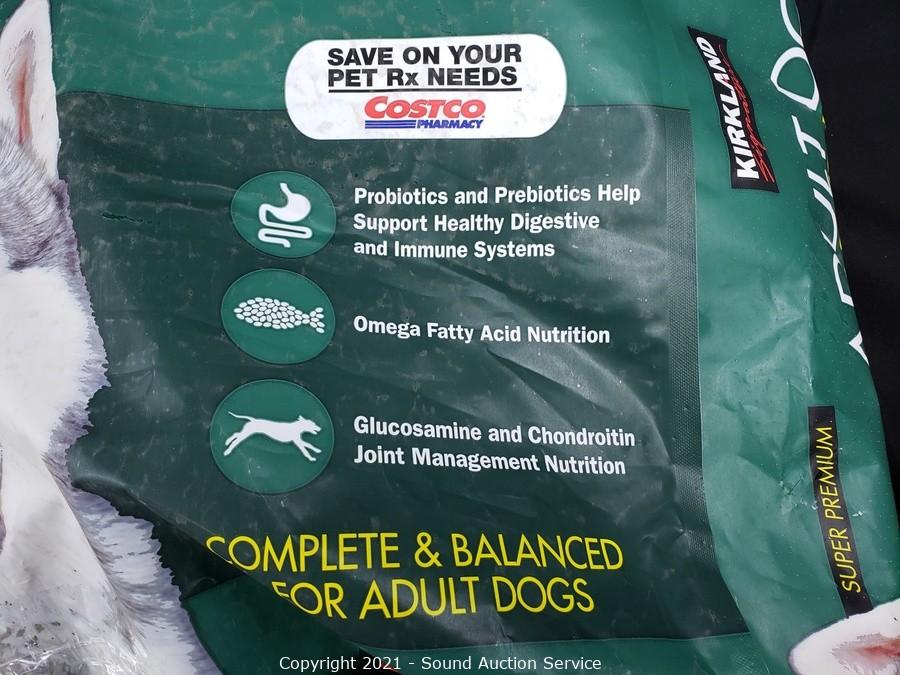 SAVE ON YOUR
PET Rx NEEDS
COSTCO
PHARMACY
Probiotics and Prebiotics Help
Support Healthy Digestive
and Immune Systems
Omega Fatty Acid Nutrition
Glucosamine and Chondroitin
Joint Management Nutrition
COMPLETE & BALANCED
FOR ADULT DOGS
KIRKLAND
Signature
SUPER PREMIUM
Copyright 2021 - Sound Auction Service